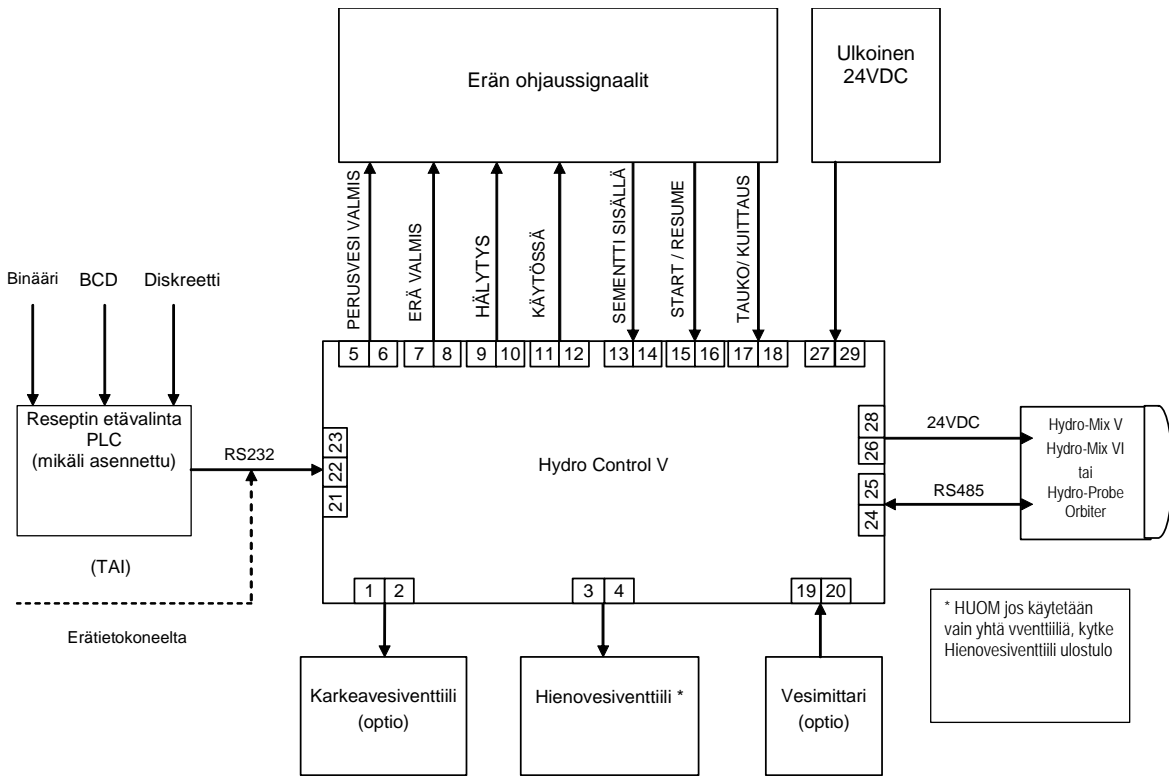 Erän ohjaussignaalit
Ulkoinen
24VDC
PERUSVESI VALMIS
ERÄ VALMIS
HÄLYTYS
KÄYTÖSSÄ
SEMENTTI SISÄLLÄ
START / RESUME
TAUKO/ KUITTAUS
Binääri
BCD
Diskreetti
5 6 7 8 9 10 11 12 13 14 15 16 17 18 27 29
Reseptin etävalinta
PLC
(mikäli asennettu)
RS232
23
22
21
Hydro Control V
28
26
25
24
24VDC
RS485
Hydro-Mix V
Hydro-Mix VI
tai
Hydro-Probe
Orbiter
(TAI)
Erätietokoneelta
1 2 3 4 19 20
Karkeavesiventtiili
(optio)
Hienovesiventtiili *
Vesimittari
(optio)
* HUOM jos käytetään
vain yhtä vventtiiliä, kytke
Hienovesiventtiili ulostulo